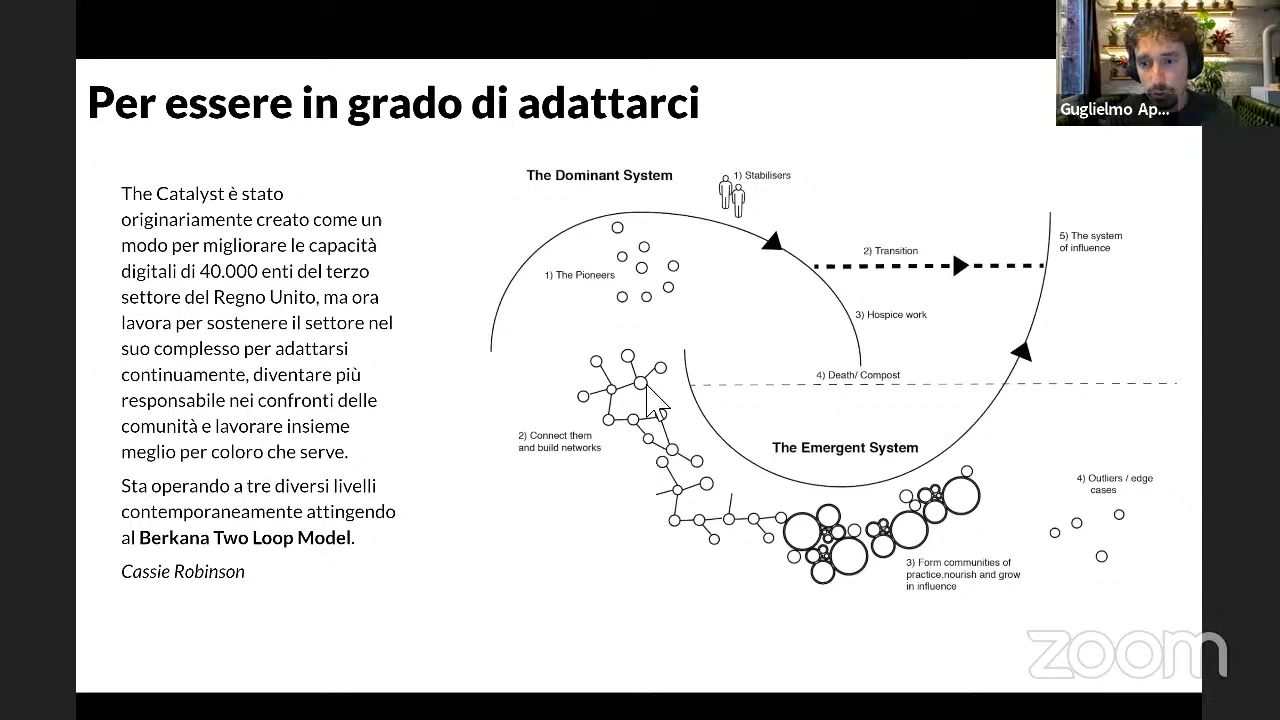 Per essere in grado di adattarci
Guglielmo Ap...
The Catalyst è stato
originariamente creato come un
modo per migliorare le capacità
digitali di 40.000 enti del terzo
settore del Regno Unito, ma ora
lavora per sostenere il settore nel
suo complesso per adattarsi
continuamente, diventare più
responsabile nei confronti delle
comunità e lavorare insieme
meglio per coloro che serve.
Sta operando a tre diversi livelli
contemporaneamente attingendo
al Berkana Two Loop Model.
Cassie Robinson
The Dominant System
1) Stabilisers
1) The Pioneers
2) Transition
5) The system
of influence
3) Hospice work
4) Death/ Compost
2) Connect them
and build networks
The Emergent System
4) Outliers / edge
cases
3) Form communities of
practice,nourish and grow
in influence
zoom